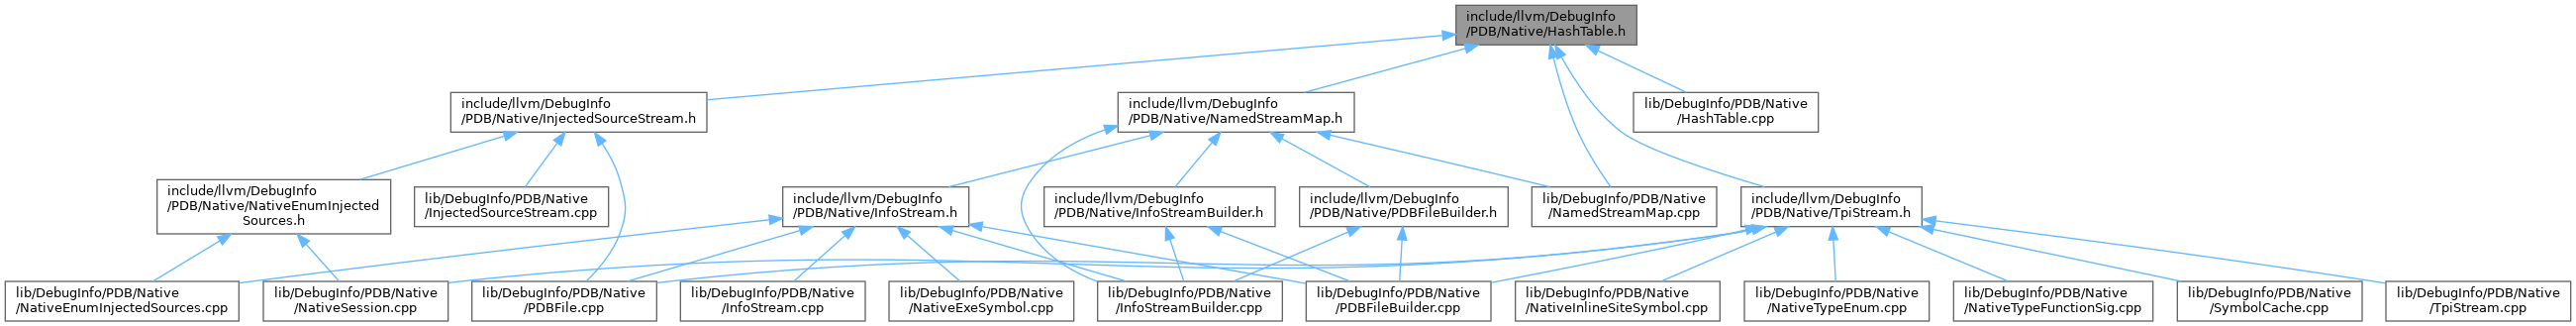 include/llvm/DebugInfo
/PDB/Native/HashTable.h
include/llvm/DebugInfo
/PDB/Native/InjectedSourceStream.h
include/llvm/DebugInfo
/PDB/Native/NamedStreamMap.h
lib/DebugInfo/PDB/Native
/HashTable.cpp
include/llvm/DebugInfo
/PDB/Native/NativeEnumInjected
Sources.h
lib/DebugInfo/PDB/Native
/InjectedSourceStream.cpp
include/llvm/DebugInfo
/PDB/Native/InfoStream.h
include/llvm/DebugInfo
/PDB/Native/InfoStreamBuilder.h
include/llvm/DebugInfo
/PDB/Native/PDBFileBuilder.h
lib/DebugInfo/PDB/Native
/NamedStreamMap.cpp
include/llvm/DebugInfo
/PDB/Native/TpiStream.h
lib/DebugInfo/PDB/Native
/NativeEnumInjectedSources.cpp
lib/DebugInfo/PDB/Native
/NativeSession.cpp
lib/DebugInfo/PDB/Native
/PDBFile.cpp
lib/DebugInfo/PDB/Native
/InfoStream.cpp
lib/DebugInfo/PDB/Native
/NativeExeSymbol.cpp
lib/DebugInfo/PDB/Native
/InfoStreamBuilder.cpp
lib/DebugInfo/PDB/Native
/PDBFileBuilder.cpp
lib/DebugInfo/PDB/Native
/NativeInlineSiteSymbol.cpp
lib/DebugInfo/PDB/Native
/NativeTypeEnum.cpp
lib/DebugInfo/PDB/Native
/NativeTypeFunctionSig.cpp
lib/DebugInfo/PDB/Native
/SymbolCache.cpp
lib/DebugInfo/PDB/Native
/TpiStream.cpp